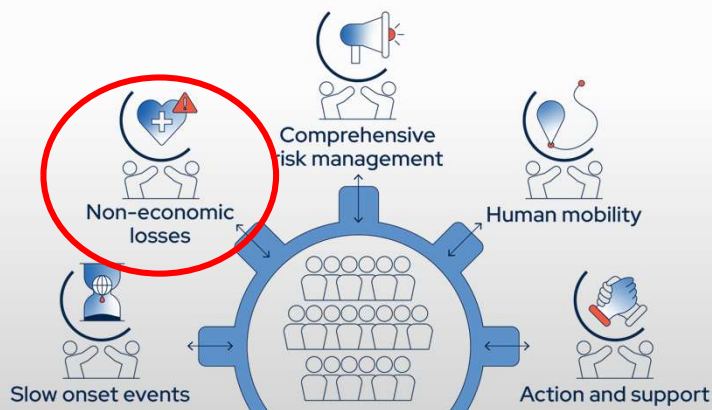 Comprehensive
risk management
Non-economic
losses
Human mobility
Slow onset events
Action and support